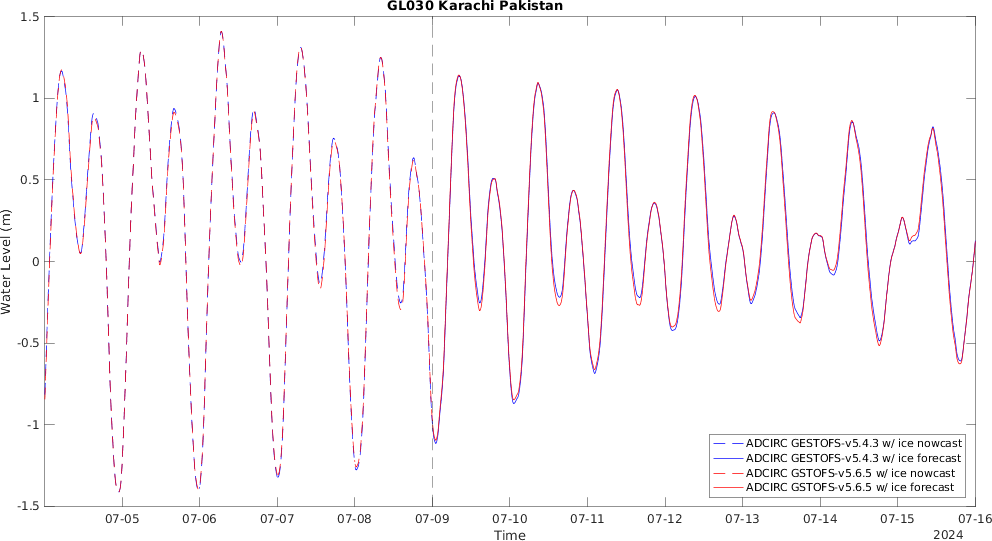 GL030 Karachi Pakistan
1.5
1
0.5
0
-0.5
-1
-1.5
Water Level (m)
ADCIRC GESTOFS-v5.4.3 w/ ice nowcast
ADCIRC GESTOFS-v5.4.3 w/ ice forecast
ADCIRC GSTOFS-v5.6.5 w/ ice nowcast
ADCIRC GSTOFS-v5.6.5 w/ ice forecast
07-05 07-06 07-07 07-08 07-09 07-10 07-11 07-12 07-13 07-14 07-15 07-16
Time
2024